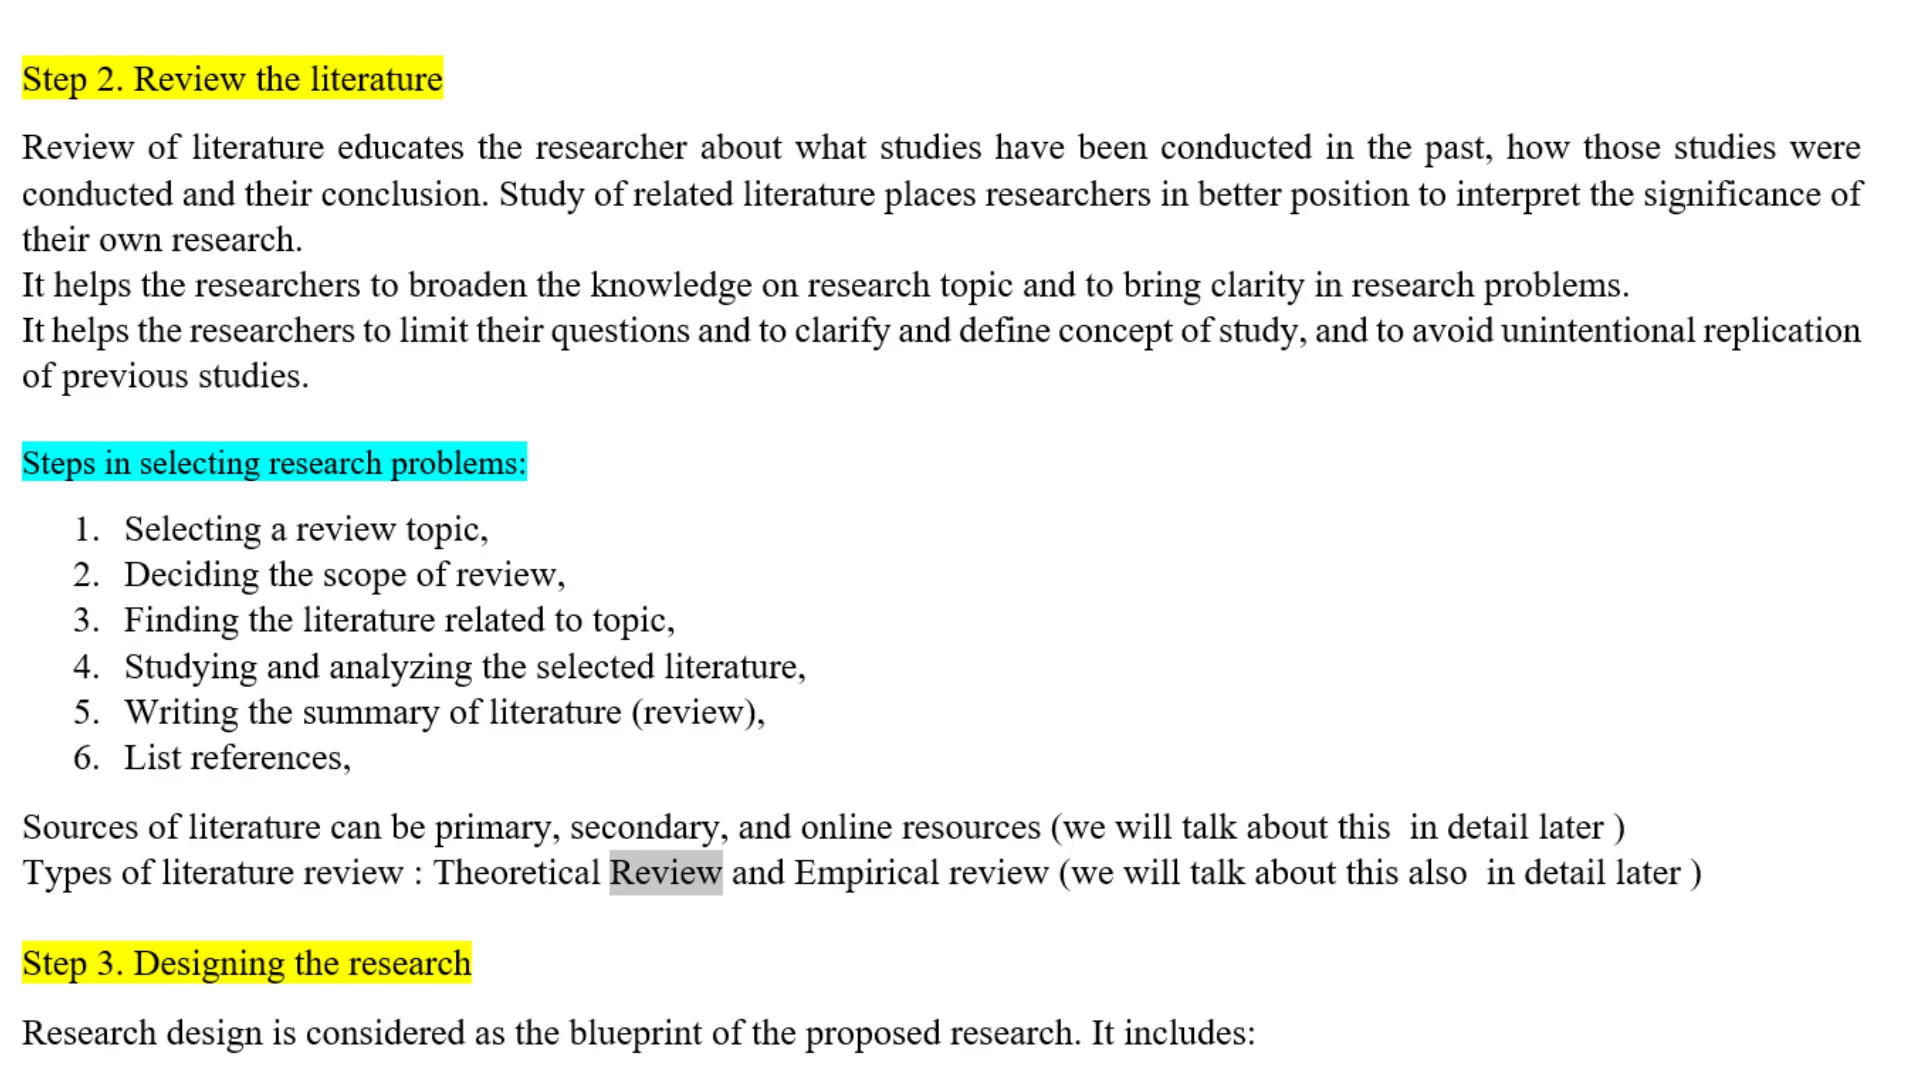 Step 2. Review the literature
Review of literature educates the researcher about what studies have been conducted in the past, how those studies were
conducted and their conclusion. Study of related literature places researchers in better position to interpret the significance of
their own research.
It helps the researchers to broaden the knowledge on research topic and to bring clarity in research problems.
It helps the researchers to limit their questions and to clarify and define concept of study, and to avoid unintentional replication
of previous studies.
Steps in selecting research problems:
1. Selecting a review topic,
2. Deciding the scope of review,
3. Finding the literature related to topic,
4. Studying and analyzing the selected literature,
5. Writing the summary of literature (review),
6. List references,
Sources of literature can be primary, secondary, and online resources (we will talk about this  in detail later )
Types of literature review : Theoretical Review and Empirical review (we will talk about this also  in detail later )
Step 3. Designing the research
Research design is considered as the blueprint of the proposed research. It includes: